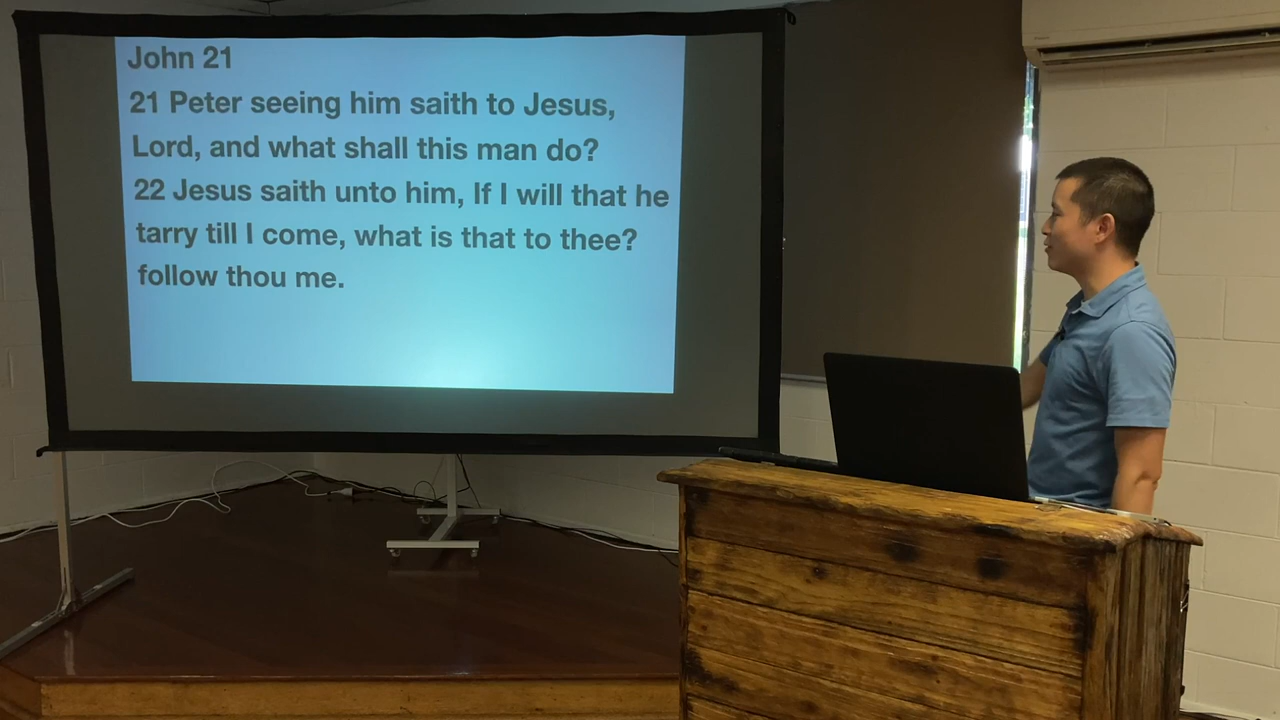 John 21
21 Peter seeing him saith to Jesus,
Lord, and what shall this man do?
22 Jesus saith unto him, If I will that he
tarry till I come, what is that to thee?
follow thou me.